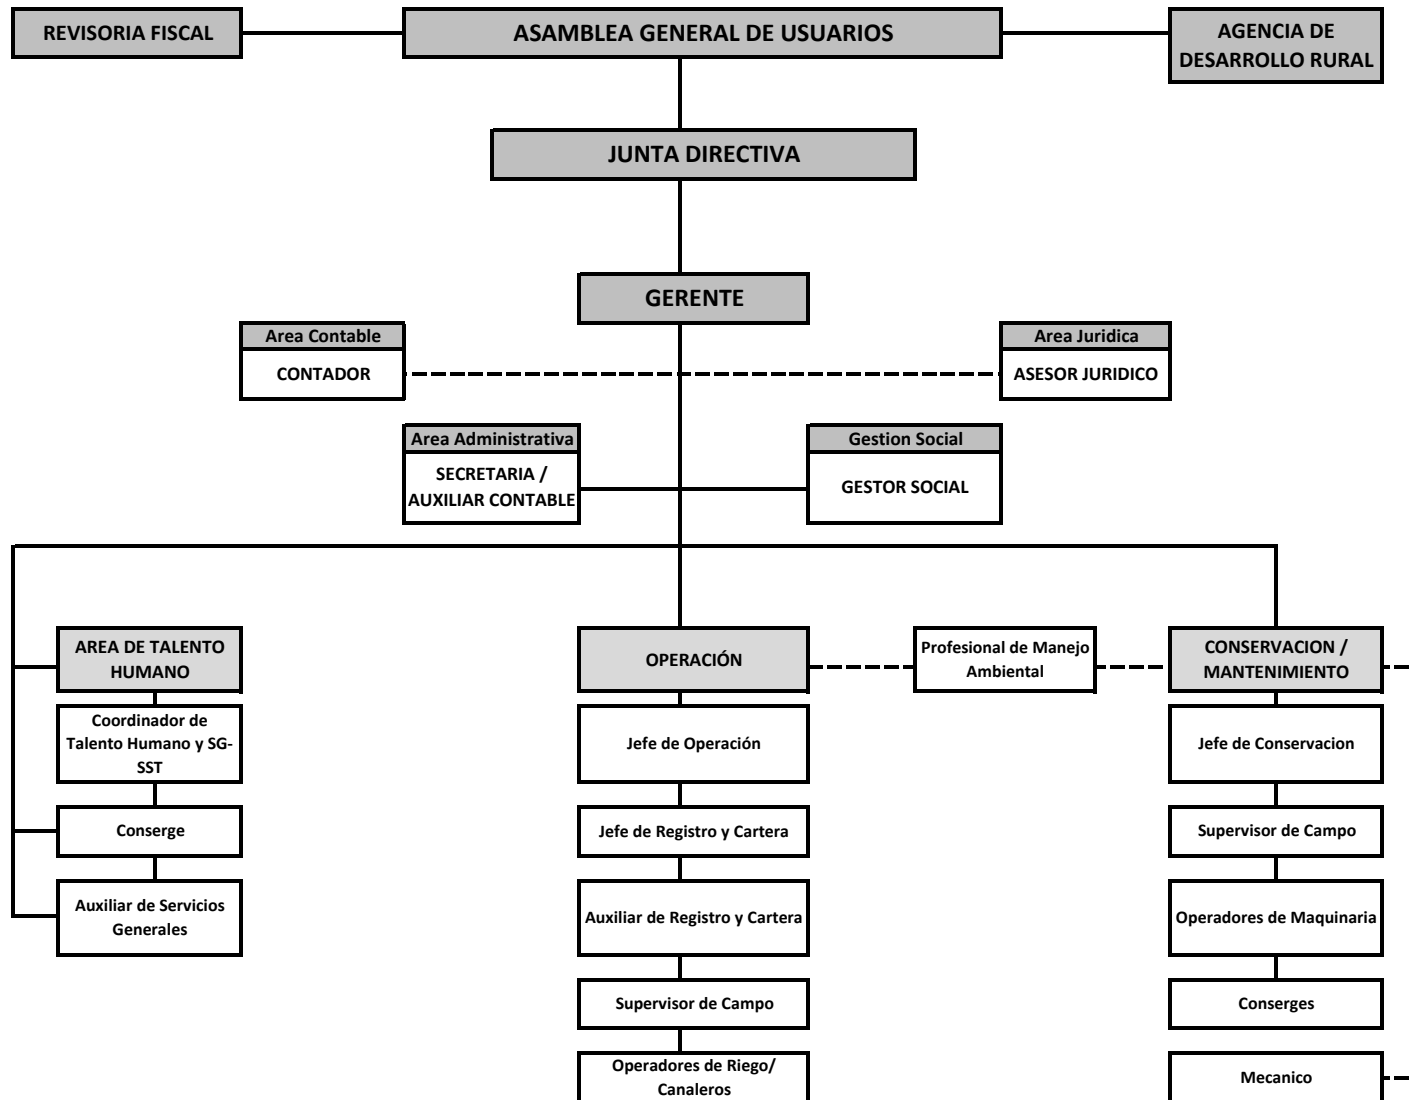 REVISORIA FISCAL
ASAMBLEA GENERAL DE USUARIOS
AGENCIA DE
DESARROLLO RURAL
JUNTA DIRECTIVA
GERENTE
Area Contable
CONTADOR
Area Juridica
ASESOR JURIDICO
Area Administrativa
SECRETARIA /
AUXILIAR CONTABLE
Gestion Social
GESTOR SOCIAL
AREA DE TALENTO
HUMANO
OPERACIÓN
Profesional de Manejo
Ambiental
CONSERVACION /
MANTENIMIENTO
Coordinador de
Talento Humano y SG-
SST
Jefe de Operación
Jefe de Conservacion
Conserge
Jefe de Registro y Cartera
Supervisor de Campo
Auxiliar de Servicios
Generales
Auxiliar de Registro y Cartera
Operadores de Maquinaria
Supervisor de Campo
Conserges
Operadores de Riego/
Canaleros
Mecanico